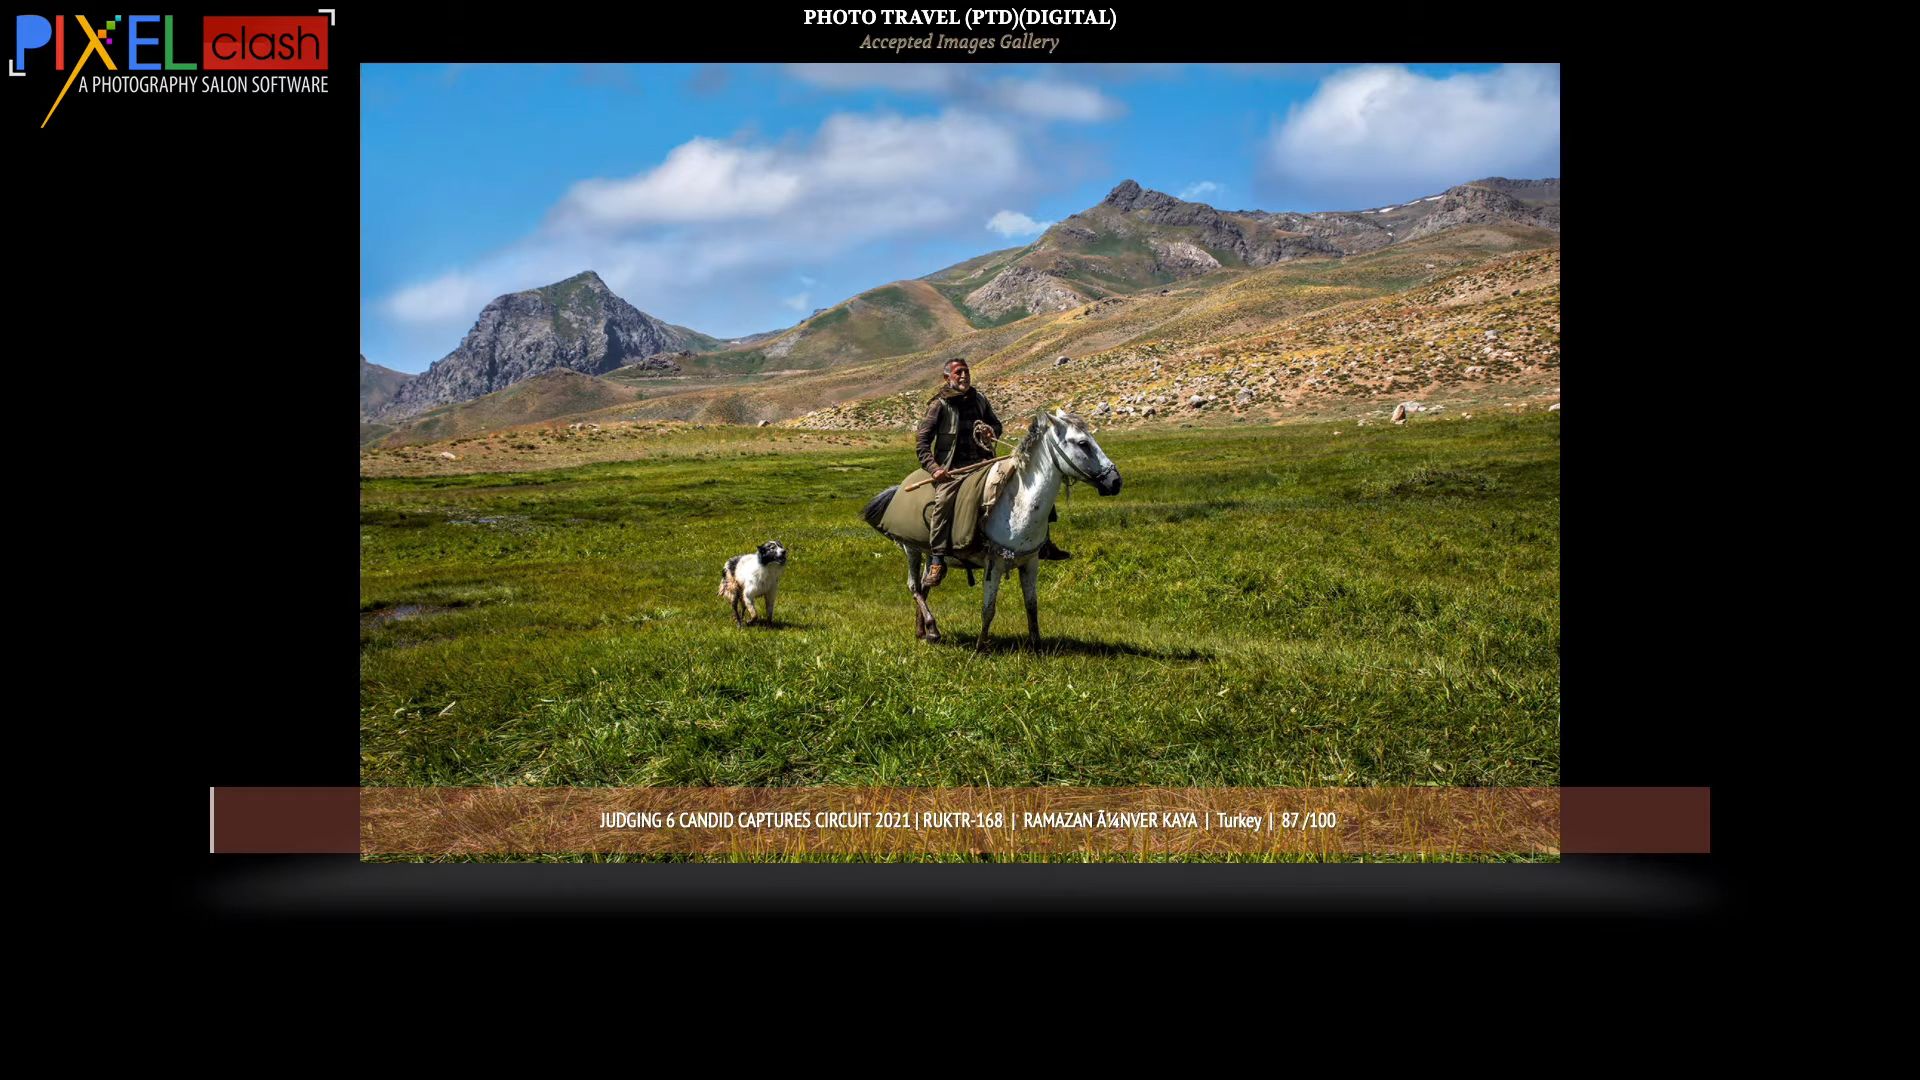 PIXEL clash
A PHOTOGRAPHY SALON SOFTWARE
PHOTO TRAVEL (PTD)(DIGITAL)
Accepted Images Gallery
JUDGING 6 CANDID CAPTURES CIRCUIT 2021 | RUKTR-168 | RAMAZAN Ã¼NVER KAYA | Turkey | 87 /100